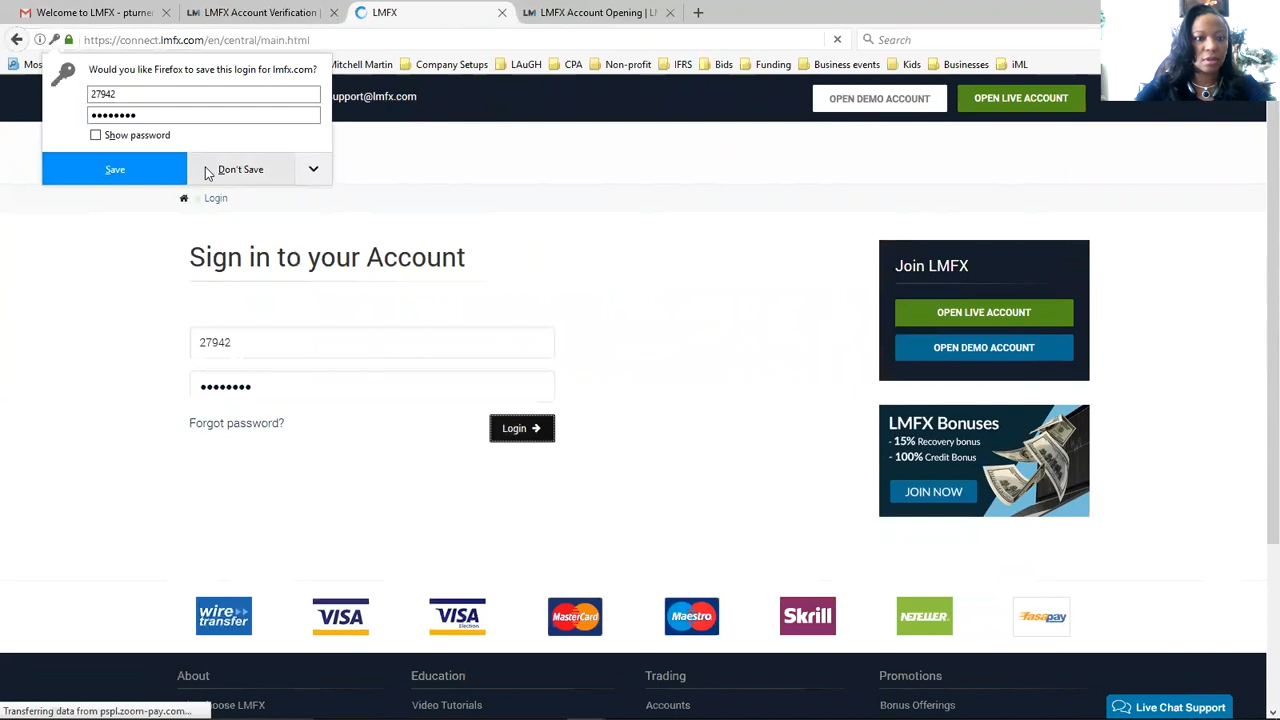 Welcome to LMFX - pturner
LMFX Account Verification
LMFX
LMFX Account Opening | L
https://connect.lmfx.com/en/central/main.html
Search
Mos
Mitchell Martin
Company Setups
LAuGH
CPA
Non-profit
IFRS
Bids
Funding
Business events
Kids
Businesses
iML
Would you like Firefox to save this login for lmfx.com?
27942
••••••••
Show password
Save
Don't Save
upport@lmfx.com
OPEN DEMO ACCOUNT
OPEN LIVE ACCOUNT
Login
Sign in to your Account
27942
••••••••
Forgot password?
Login
Join LMFX
OPEN LIVE ACCOUNT
OPEN DEMO ACCOUNT
LMFX Bonuses
- 15% Recovery bonus
- 100% Credit Bonus
JOIN NOW
wire transfer
VISA
VISA Electron
MasterCard
Maestro
Skrill
NETELLER
fasapay
About
Education
Trading
Promotions
oose LMFX
Video Tutorials
Accounts
Bonus Offerings
Transferring data from pspl.zoom-pay.com...
Live Chat Support